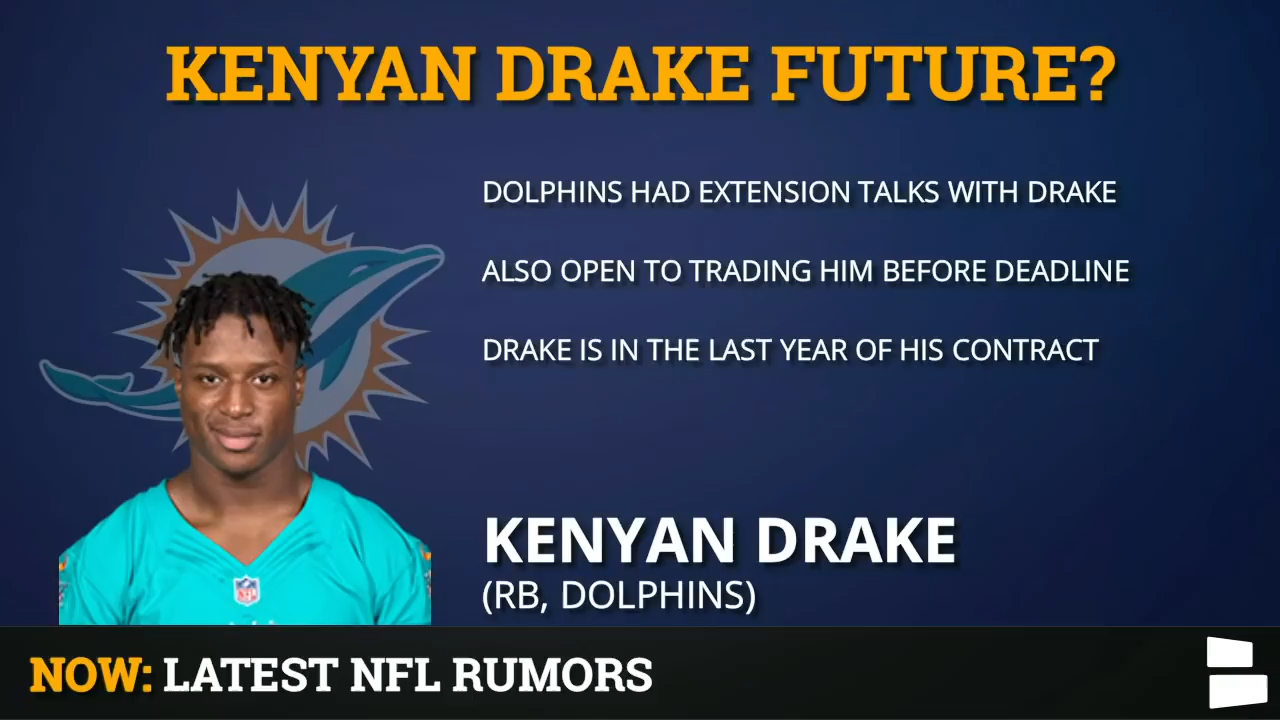 KENYAN DRAKE FUTURE?
DOLPHINS HAD EXTENSION TALKS WITH DRAKE
ALSO OPEN TO TRADING HIM BEFORE DEADLINE
DRAKE IS IN THE LAST YEAR OF HIS CONTRACT
NFL
KENYAN DRAKE
(RB, DOLPHINS)
NOW: LATEST NFL RUMORS